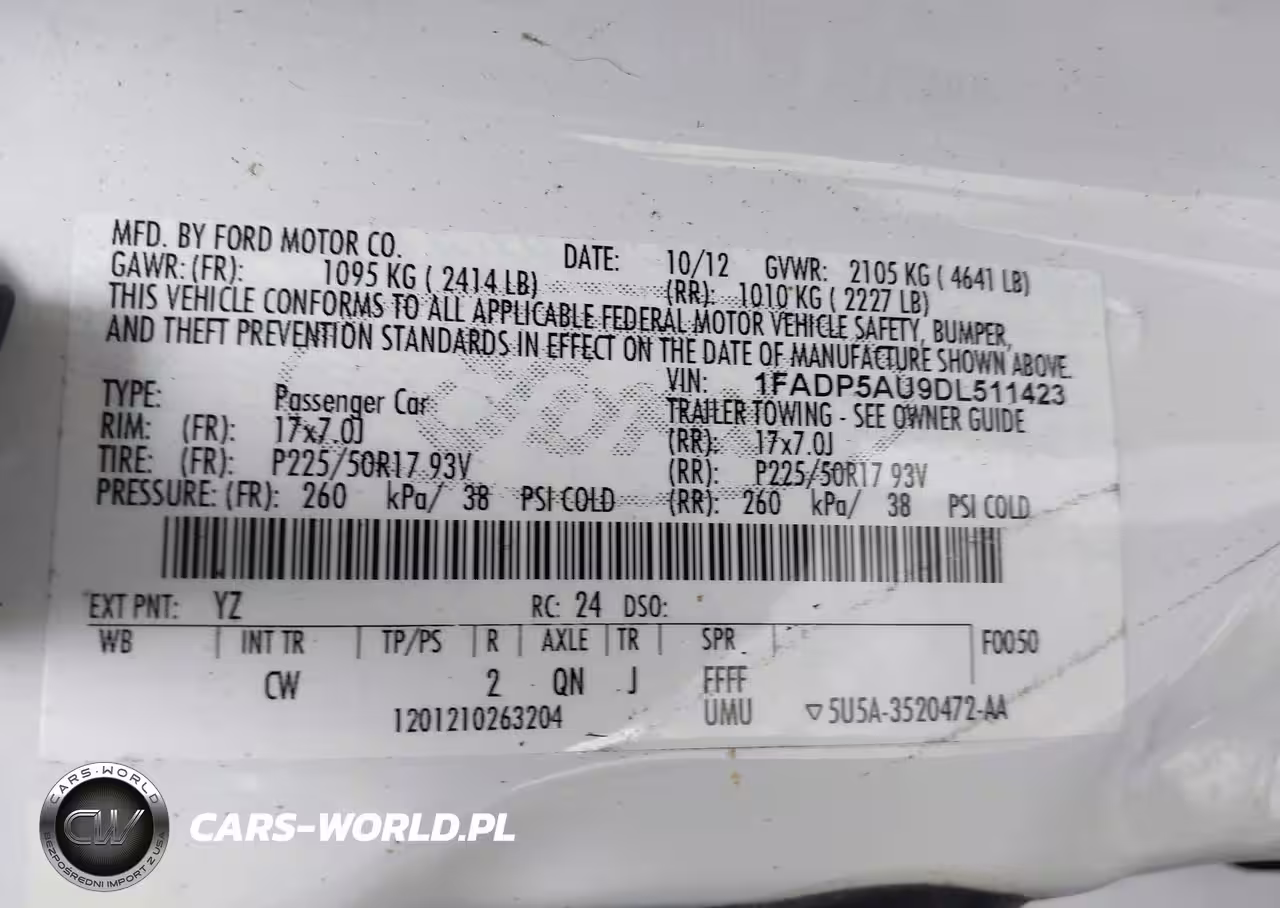 MFD. BY FORD MOTOR CO. DATE: 10/12 GVWR: 2105 KG ( 4641 LB)
GAWR: (FR): 1095 KG ( 2414 LB) (RR): 1010 KG ( 2227 LB)
THIS VEHICLE CONFORMS TO ALL APPLICABLE FEDERAL MOTOR VEHICLE SAFETY, BUMPER,
AND THEFT PREVENTION STANDARDS IN EFFECT ON THE DATE OF MANUFACTURE SHOWN ABOVE.
VIN: 1FADP5AU9DL511423
TYPE: Passenger Car TRAILER TOWING - SEE OWNER GUIDE
RIM: (FR): 17x7.0J (RR): 17x7.0J
TIRE: (FR): P225/50R17 93V (RR): P225/50R17 93V
PRESSURE: (FR): 260 kPa/ 38 PSI COLD (RR): 260 kPa/ 38 PSI COLD
EXT PNT: YZ RC: 24 DSO:
WB INT TR TP/PS R AXLE TR SPR F0050
CW 2 QN J FFFF
1201210263204 UMU ▽5U5A-3520472-AA
CARS-WORLD
CW
BEZPOŚREDNI IMPORT Z USA
CARS-WORLD.PL